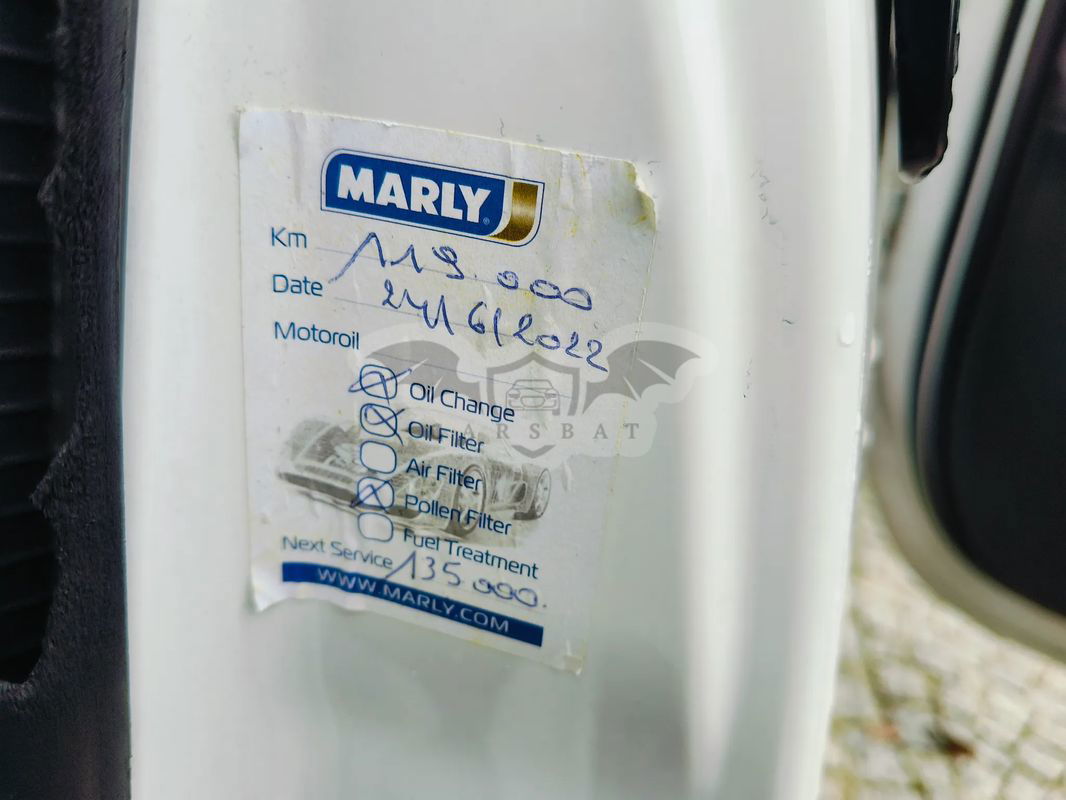 MARLY
Km 119.000
Date 24/6/2022
Motoroil
Oil Change
Oil Filter
Air Filter
Pollen Filter
Fuel Treatment
Next Service 135 000.
WWW.MARLY.COM
CARSBAT